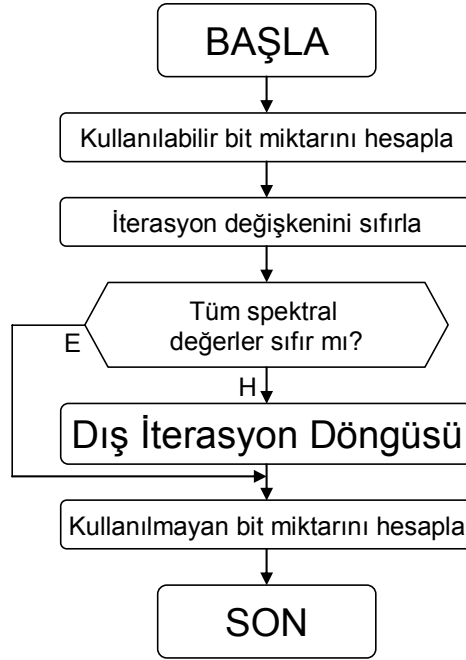 BAŞLA
Kullanılabilir bit miktarını hesapla
İterasyon değişkenini sıfırla
Tüm spektral
değerler sıfır mı?
E
H
Dış İterasyon Döngüsü
Kullanılmayan bit miktarını hesapla
SON